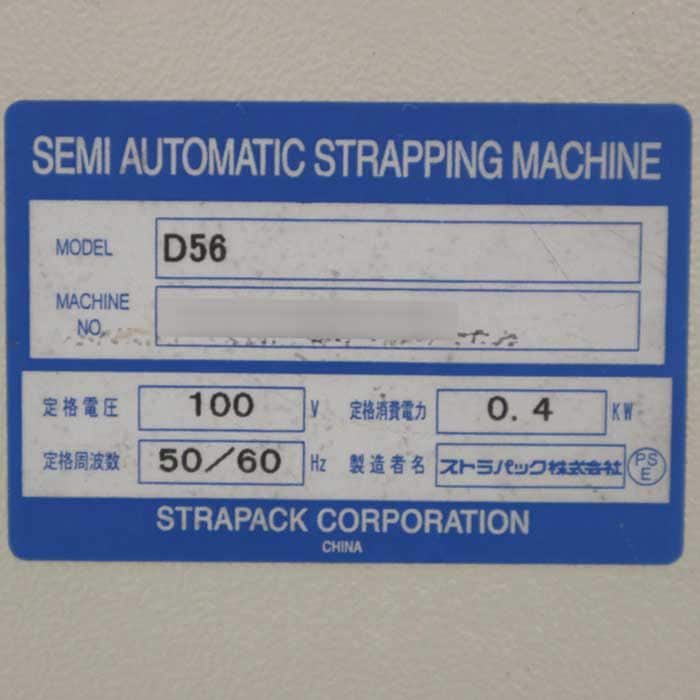 SEMI AUTOMATIC STRAPPING MACHINE
MODEL D56
MACHINE NO.
定格電圧 100 V 定格消費電力 0.4 KW
定格周波数 50/60 Hz 製造者名 ストラパック株式会社 PSE
STRAPACK CORPORATION
CHINA